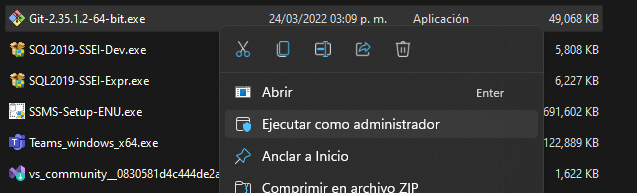 Git-2.35.1.2-64-bit.exe 24/03/2022 03:09 p. m. Aplicación 49,068 KB
SQL2019-SSEI-Dev.exe 5,808 KB
SQL2019-SSEI-Expr.exe 6,227 KB
Abrir Enter
SSMS-Setup-ENU.exe 691,602 KB
Ejecutar como administrador
Teams_windows_x64.exe 122,889 KB
Anclar a Inicio
vs_community__0830581d4c444de2a 1,622 KB
Comprimir en archivo ZIP